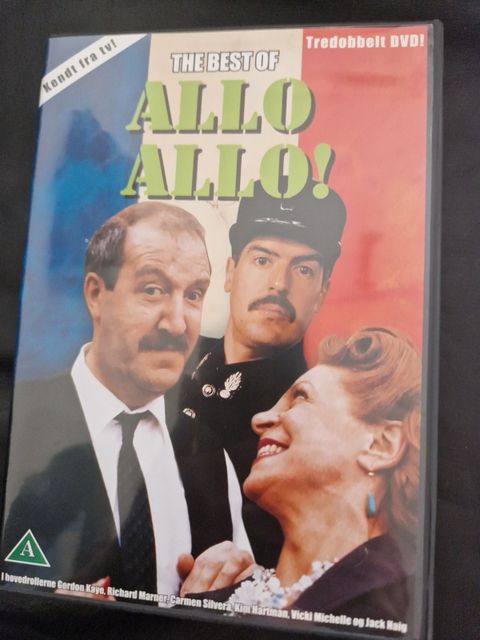 Kendt fra tv!
Tredobbelt DVD!
THE BEST OF
ALLO
ALLO!
A
I hovedrollerne Gorden Kaye, Richard Marner, Carmen Silvera, Kim Hartman, Vicki Michelle og Jack Haig